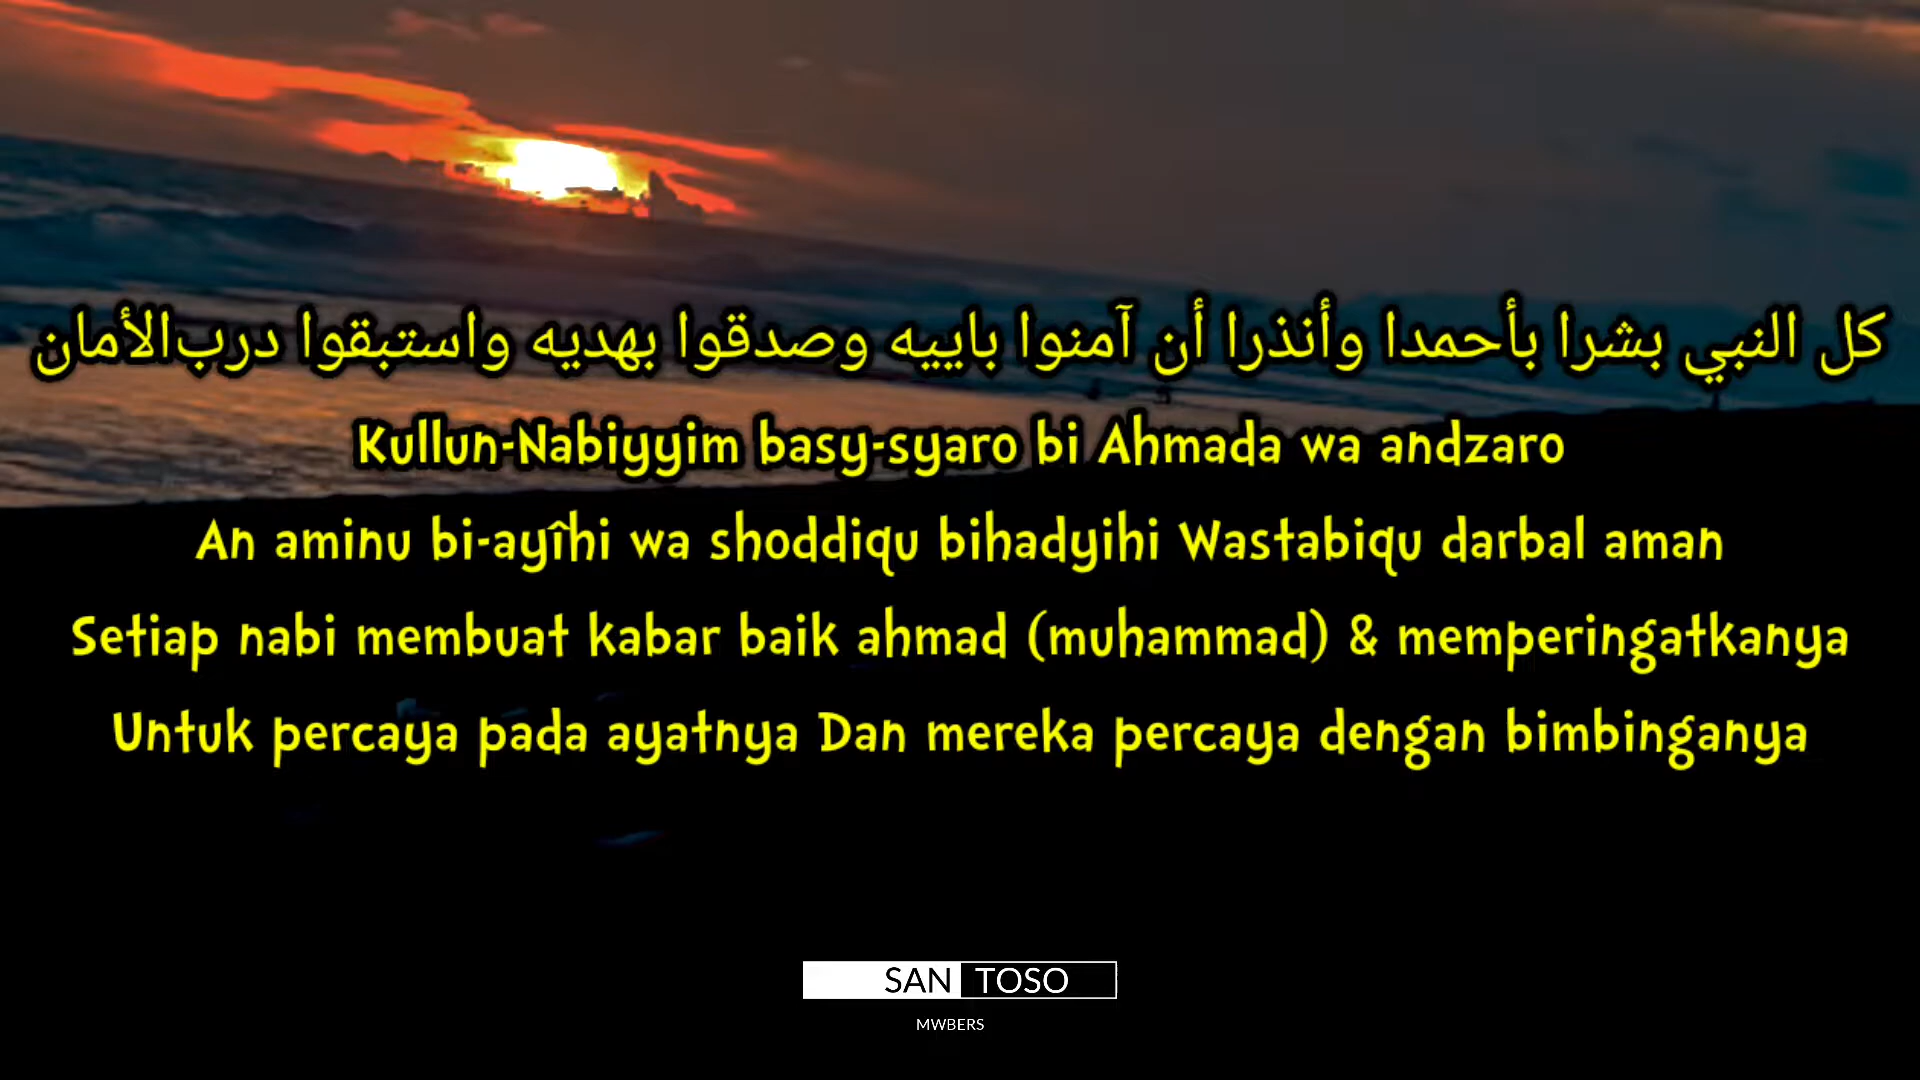 كل النبي بشرا بأحمدا وأنذرا أن آمنوا باييه وصدقوا بهديه واستبقوا درب‌الأمان
Kullun-Nabiyyim basy-syaro bi Ahmada wa andzaro
An aminu bi-ayîhi wa shoddiqu bihadyihi Wastabiqu darbal aman
Setiap nabi membuat kabar baik ahmad (muhammad) & memperingatkanya
Untuk percaya pada ayatnya Dan mereka percaya dengan bimbinganya
SAN TOSO
MWBERS